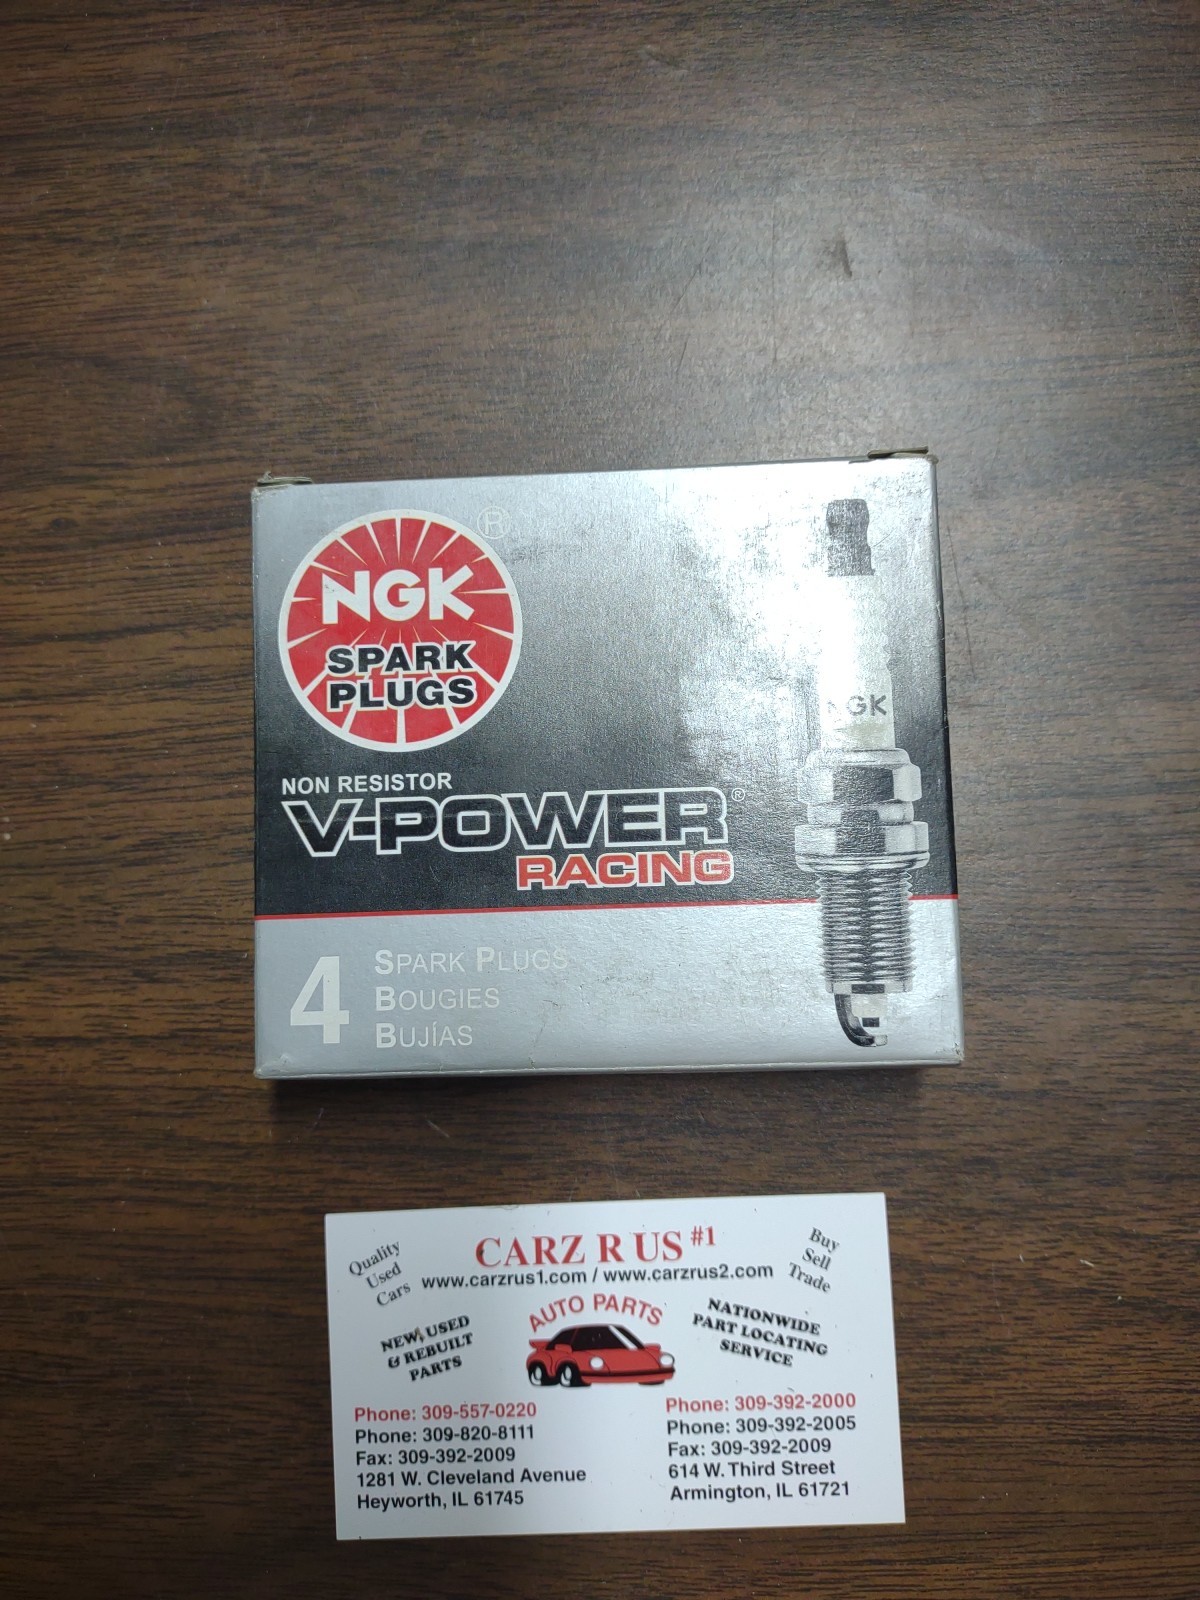 ®
NGK
SPARK
PLUGS
NGK
NON RESISTOR
V-POWER®
RACING
4
SPARK PLUGS
BOUGIES
BUJÍAS
CARZ R US #1
www.carzrus1.com / www.carzrus2.com
Quality
Used
Cars
Buy
Sell
Trade
AUTO PARTS
NEW, USED
& REBUILT
PARTS
NATIONWIDE
PART LOCATING
SERVICE
Phone: 309-557-0220
Phone: 309-820-8111
Fax: 309-392-2009
1281 W. Cleveland Avenue
Heyworth, IL 61745
Phone: 309-392-2000
Phone: 309-392-2005
Fax: 309-392-2009
614 W. Third Street
Armington, IL 61721